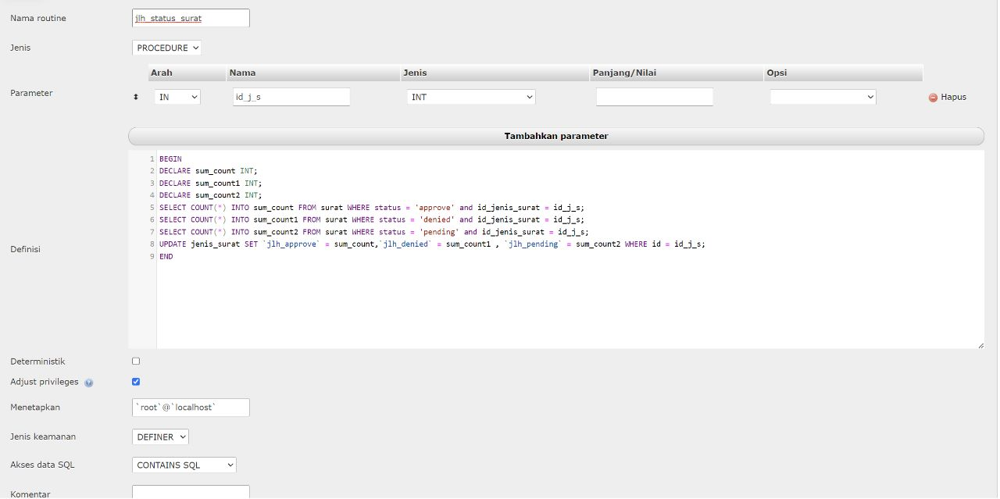 Nama routine jlh_status_surat
Jenis PROCEDURE
Arah Nama Jenis Panjang/Nilai Opsi
Parameter IN id_j_s INT Hapus
Tambahkan parameter
1 BEGIN
2 DECLARE sum_count INT;
3 DECLARE sum_count1 INT;
4 DECLARE sum_count2 INT;
5 SELECT COUNT(*) INTO sum_count FROM surat WHERE status = 'approve' and id_jenis_surat = id_j_s;
6 SELECT COUNT(*) INTO sum_count1 FROM surat WHERE status = 'denied' and id_jenis_surat = id_j_s;
7 SELECT COUNT(*) INTO sum_count2 FROM surat WHERE status = 'pending' and id_jenis_surat = id_j_s;
8 UPDATE jenis_surat SET `jlh_approve` = sum_count,`jlh_denied` = sum_count1 , `jlh_pending` = sum_count2 WHERE id = id_j_s;
9 END
Definisi
Deterministik
Adjust privileges
Menetapkan `root`@`localhost`
Jenis keamanan DEFINER
Akses data SQL CONTAINS SQL
Komentar